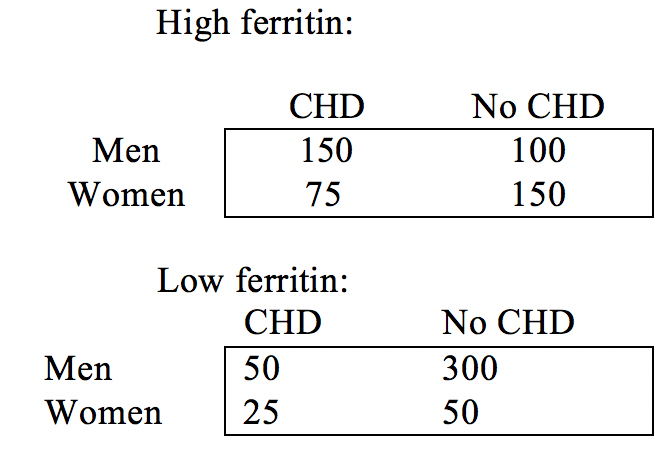 High ferritin:
CHD No CHD
Men 150 100
Women 75 150
Low ferritin:
CHD No CHD
Men 50 300
Women 25 50